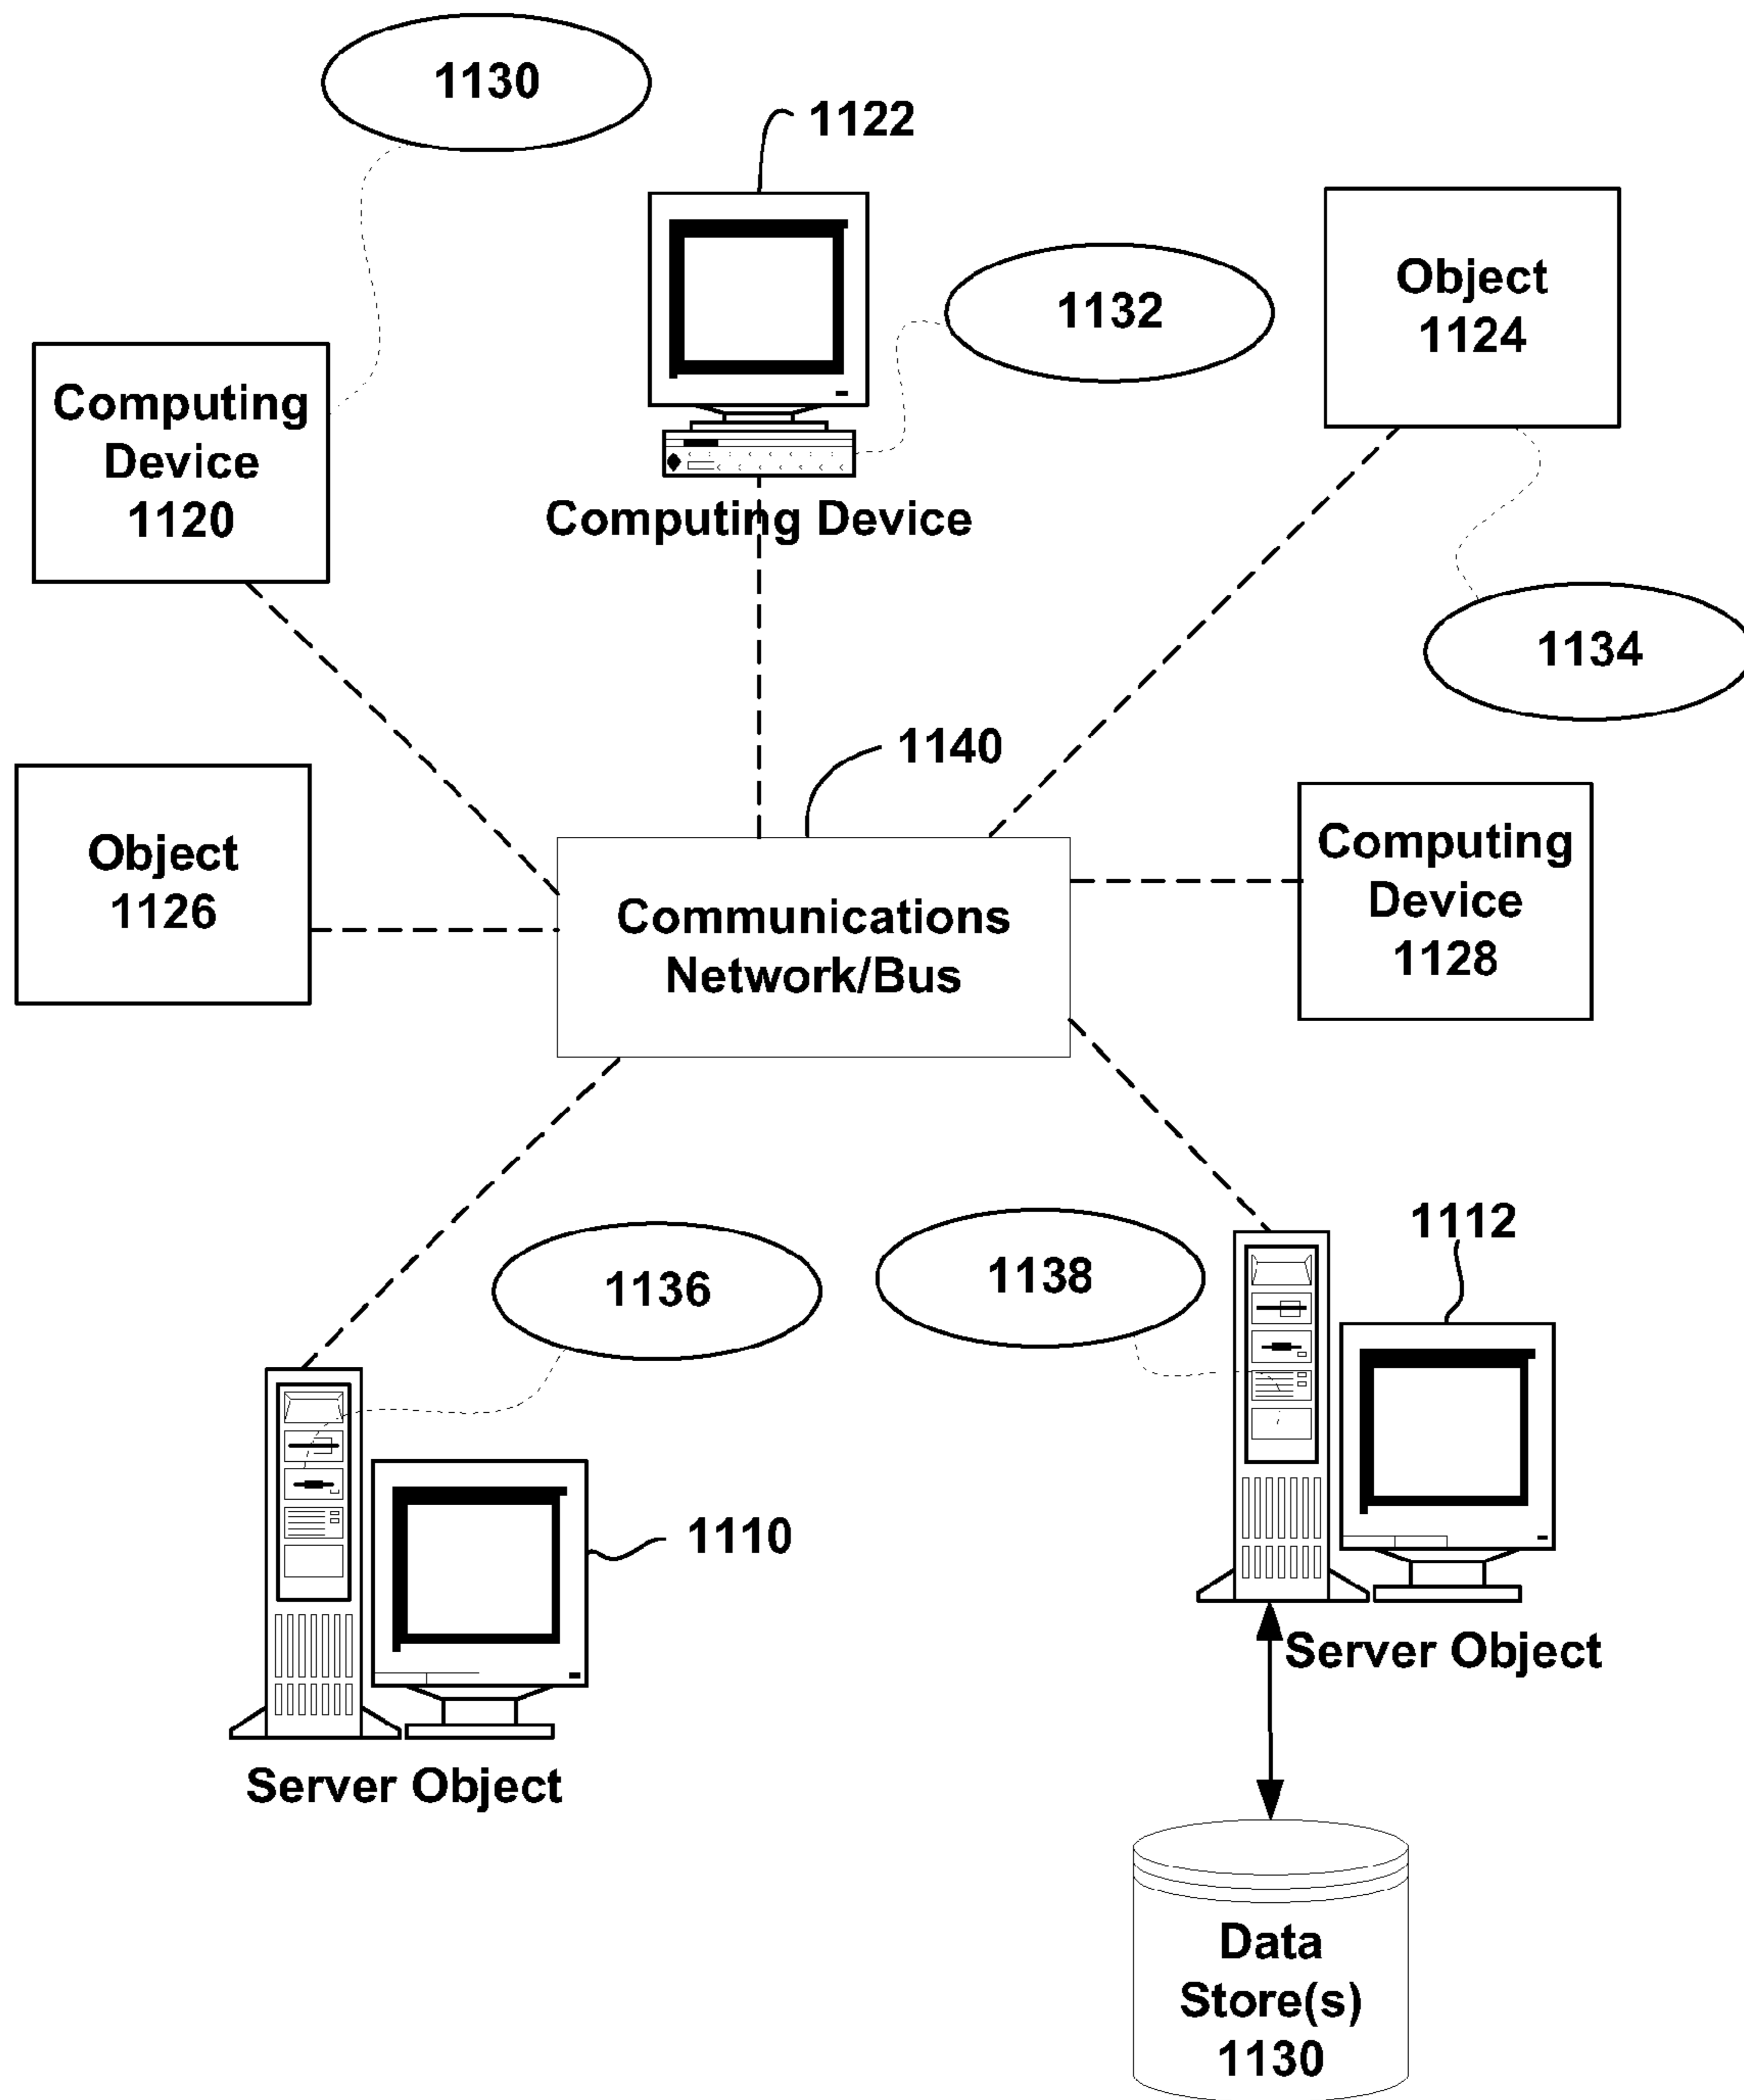 1130
1122
1132
Object
1124
Computing
Device
1120
Computing Device
1134
1140
Object
1126
Communications
Network/Bus
Computing
Device
1128
1112
1136
1138
1110
Server Object
Server Object
Data
Store(s)
1130